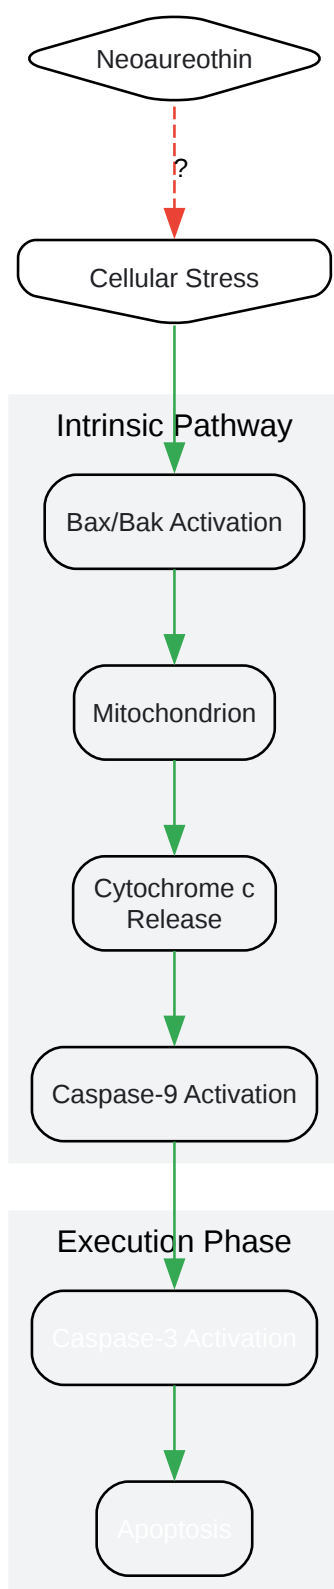 Neoaureothin
?
Cellular Stress
Intrinsic Pathway
Bax/Bak Activation
Mitochondrion
Cytochrome c
Release
Caspase-9 Activation
Execution Phase
Caspase-3 Activation
Apoptosis